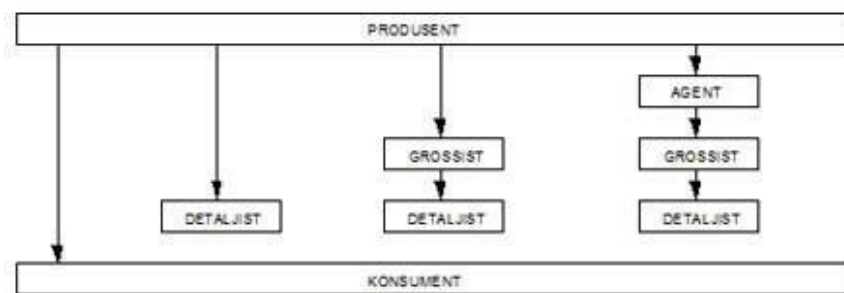 PRODUSENT
AGENT
GROSSIST
GROSSIST
DETALJIST
DETALJIST
DETALJIST
KONSUMENT